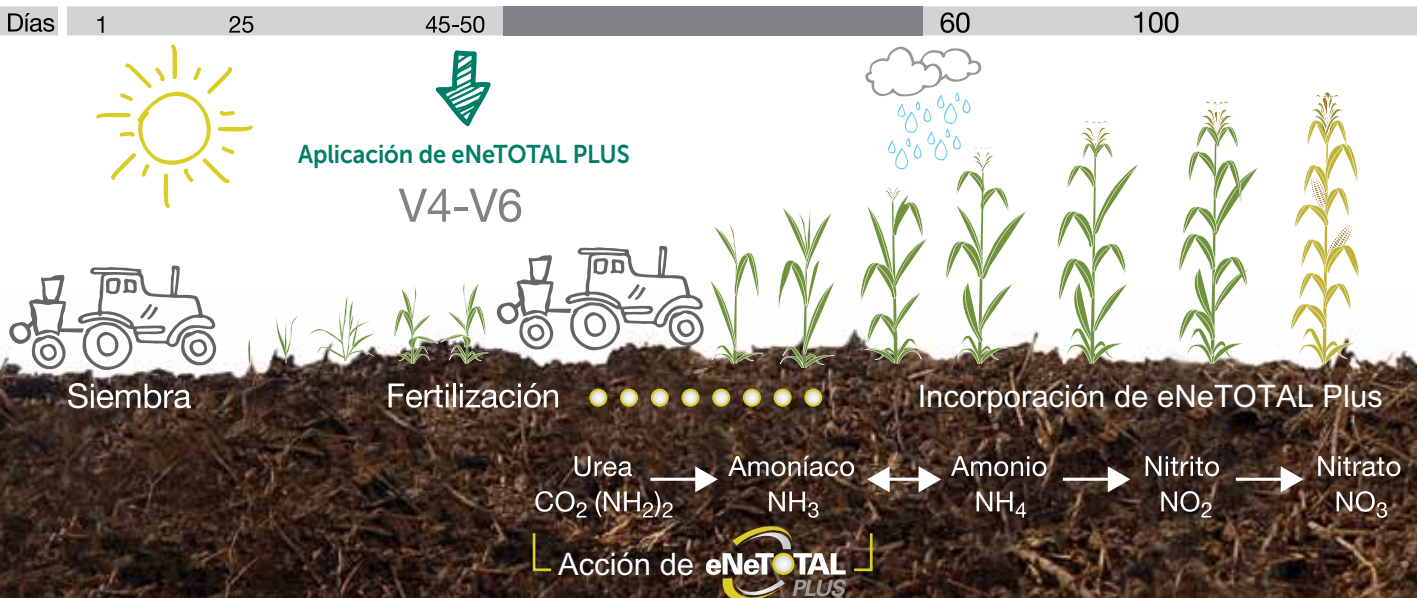 Días 1 25 45-50 60 100
Aplicación de eNeTOTAL PLUS
V4-V6
Siembra Fertilización Incorporación de eNeTOTAL Plus
Urea Amoníaco Amonio Nitrito Nitrato
CO₂ (NH₂)₂ NH₃ NH₄ NO₂ NO₃
Acción de eNeTOTAL
PLUS